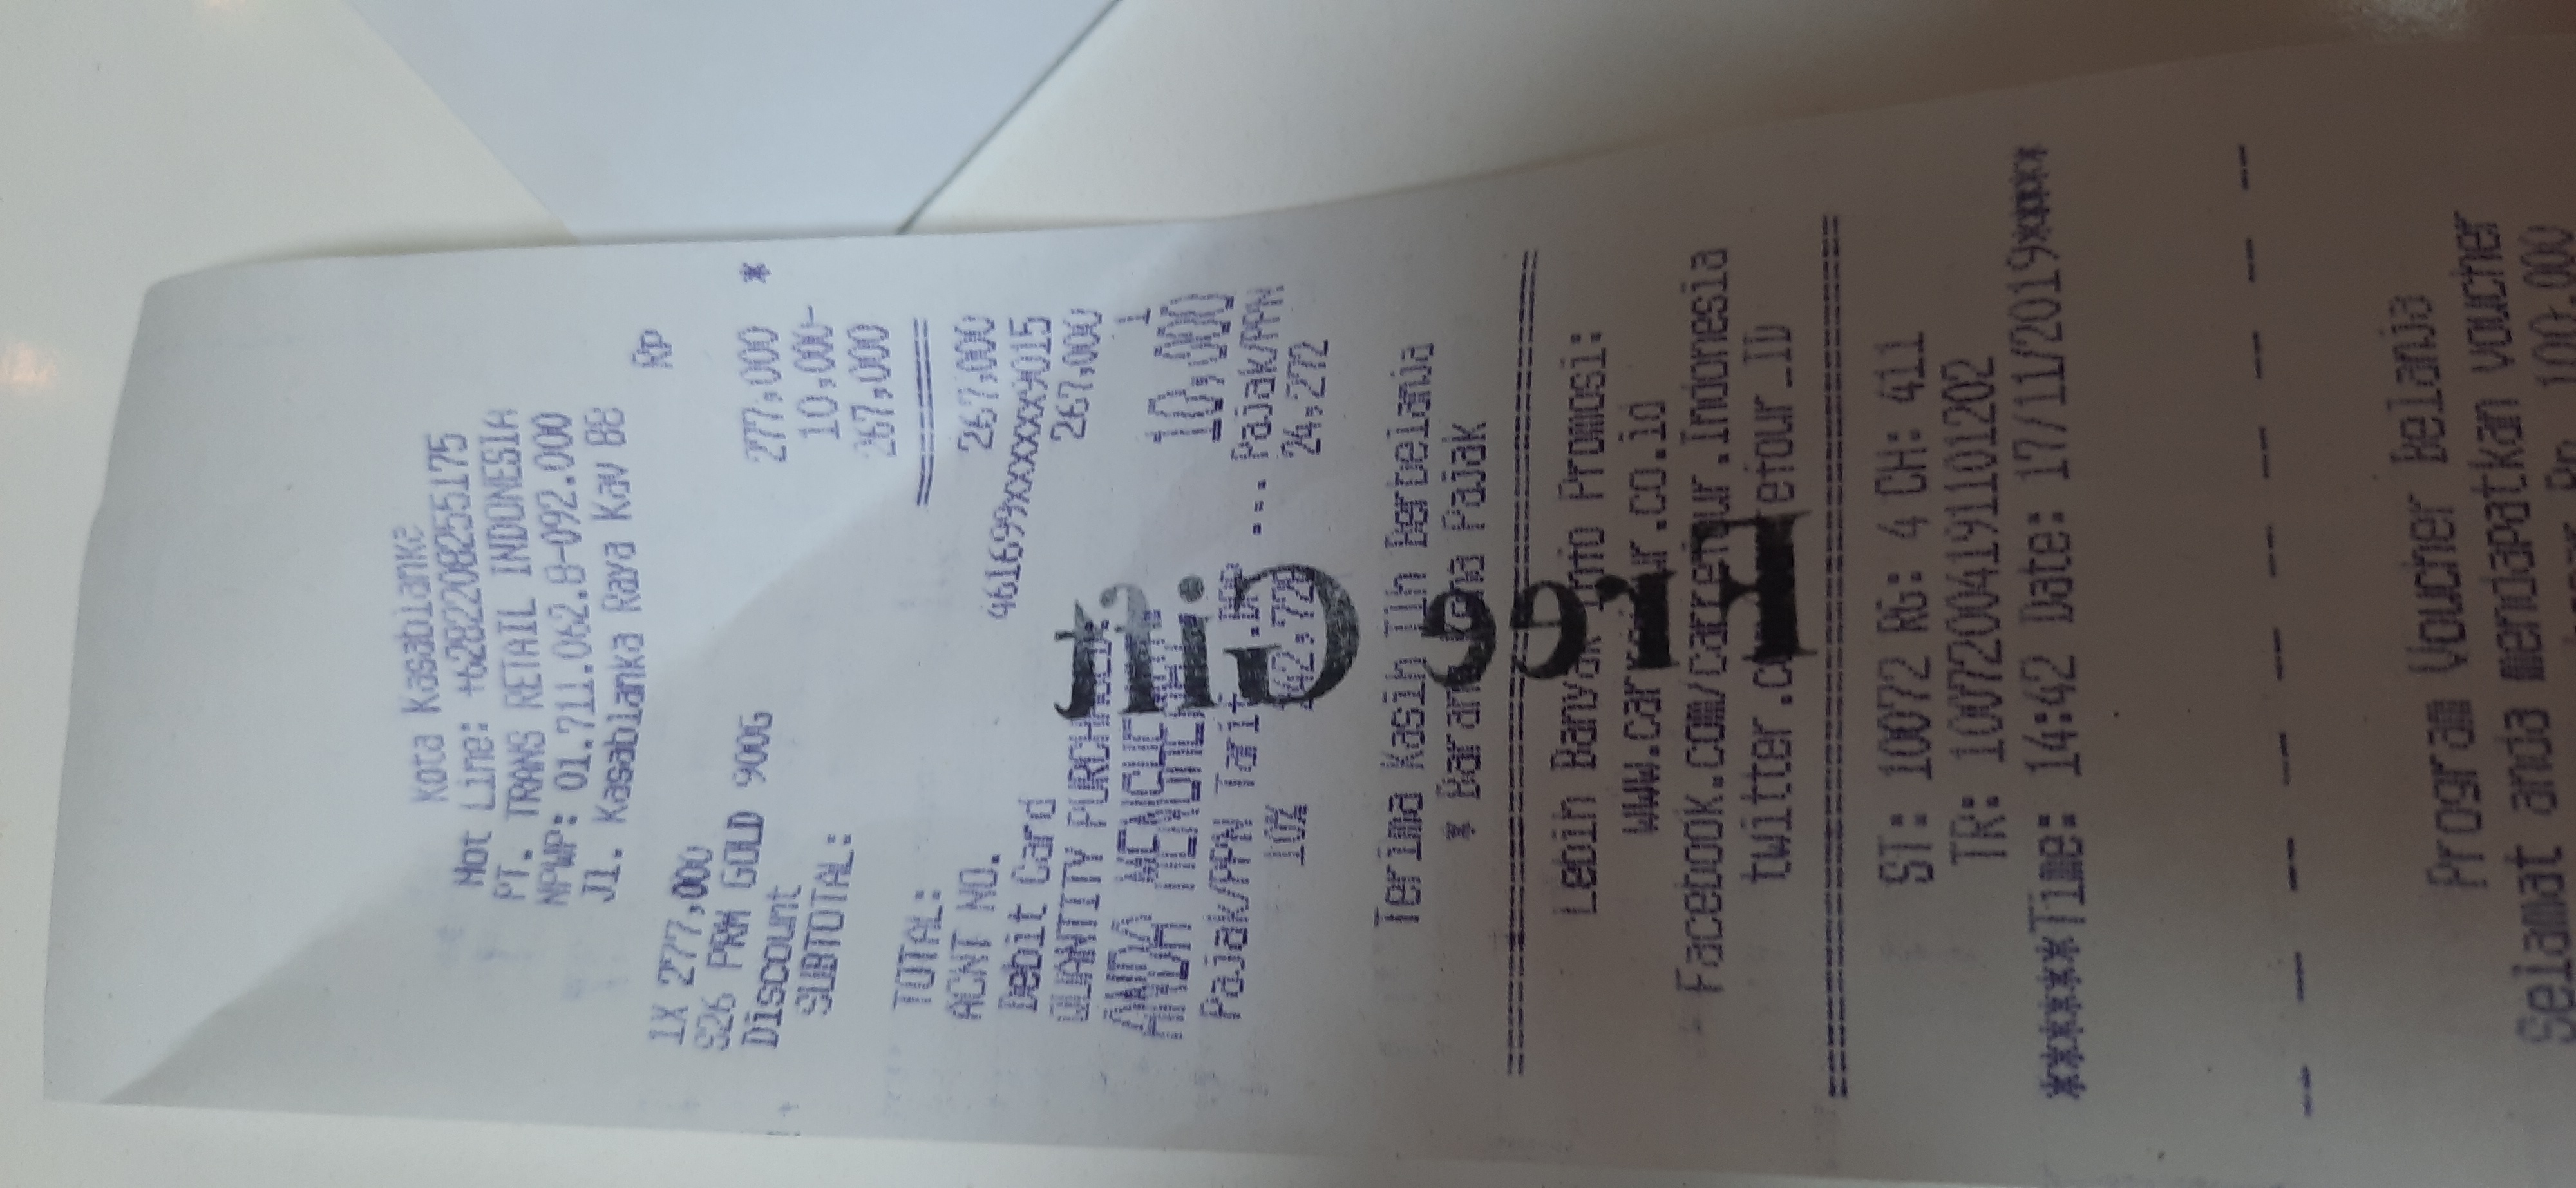 Kota Kasablanka
Hot Line: +6282208255175
PT. TRANS RETAIL INDONESIA
NPWP: 01.711.062.8-092.000
Jl. Kasablanka Raya Kav 88
Rp
1X 277,000
S26 PRM GOLD 900G 277,000 *
Discount 10,000-
SUBTOTAL: 267,000
TOTAL: 267,000
ACNT NO. 461699XXXXXX9015
Debit Card 267,000
QUANTITY PURCHASED: 1
ANDA MENGHEMAT: 10,000
Pajak/PPN Tarif ..DPP ... Pajak/PPN
10% 242,728 24,272
Terima Kasih Tlh Berbelanja
* Barang Kena Pajak
Lebih Banyak Info Promosi:
www.carrefour.co.id
Facebook.com/carrefour.Indonesia
twitter.com/carrefour_ID
ST: 10072 RG: 4 CH: 411
TR: 10072004191101202
******Time: 14:42 Date: 17/11/2019*****
Program Voucher Belanja
Selamat anda mendapatkan voucher
Rp 100.000